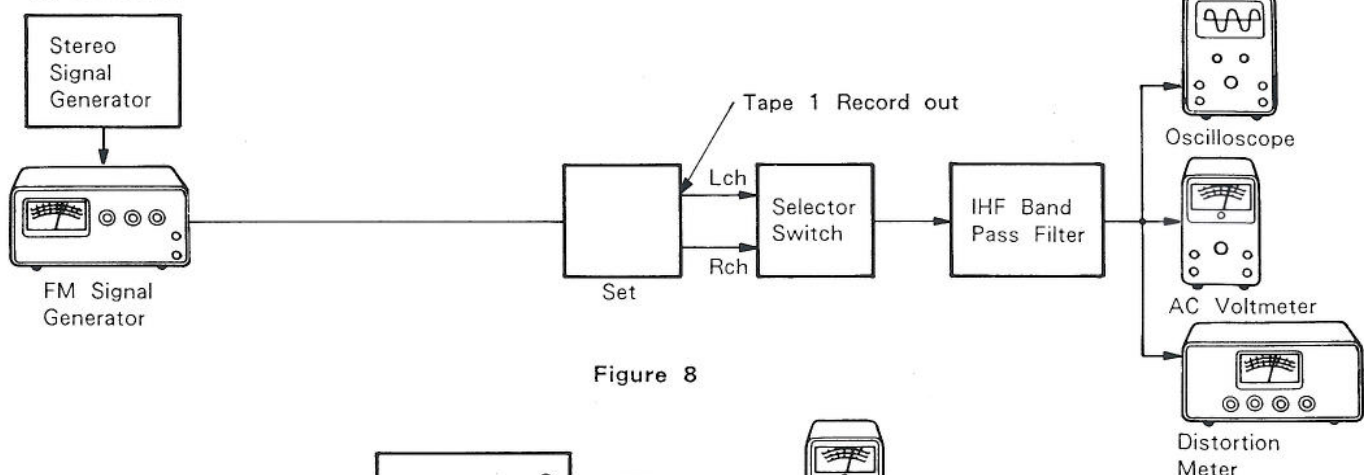 Stereo
Signal
Generator
FM Signal
Generator
Tape 1 Record out
Lch
Rch
Set
Selector
Switch
IHF Band
Pass Filter
Oscilloscope
AC Voltmeter
Distortion
Meter
Figure 8